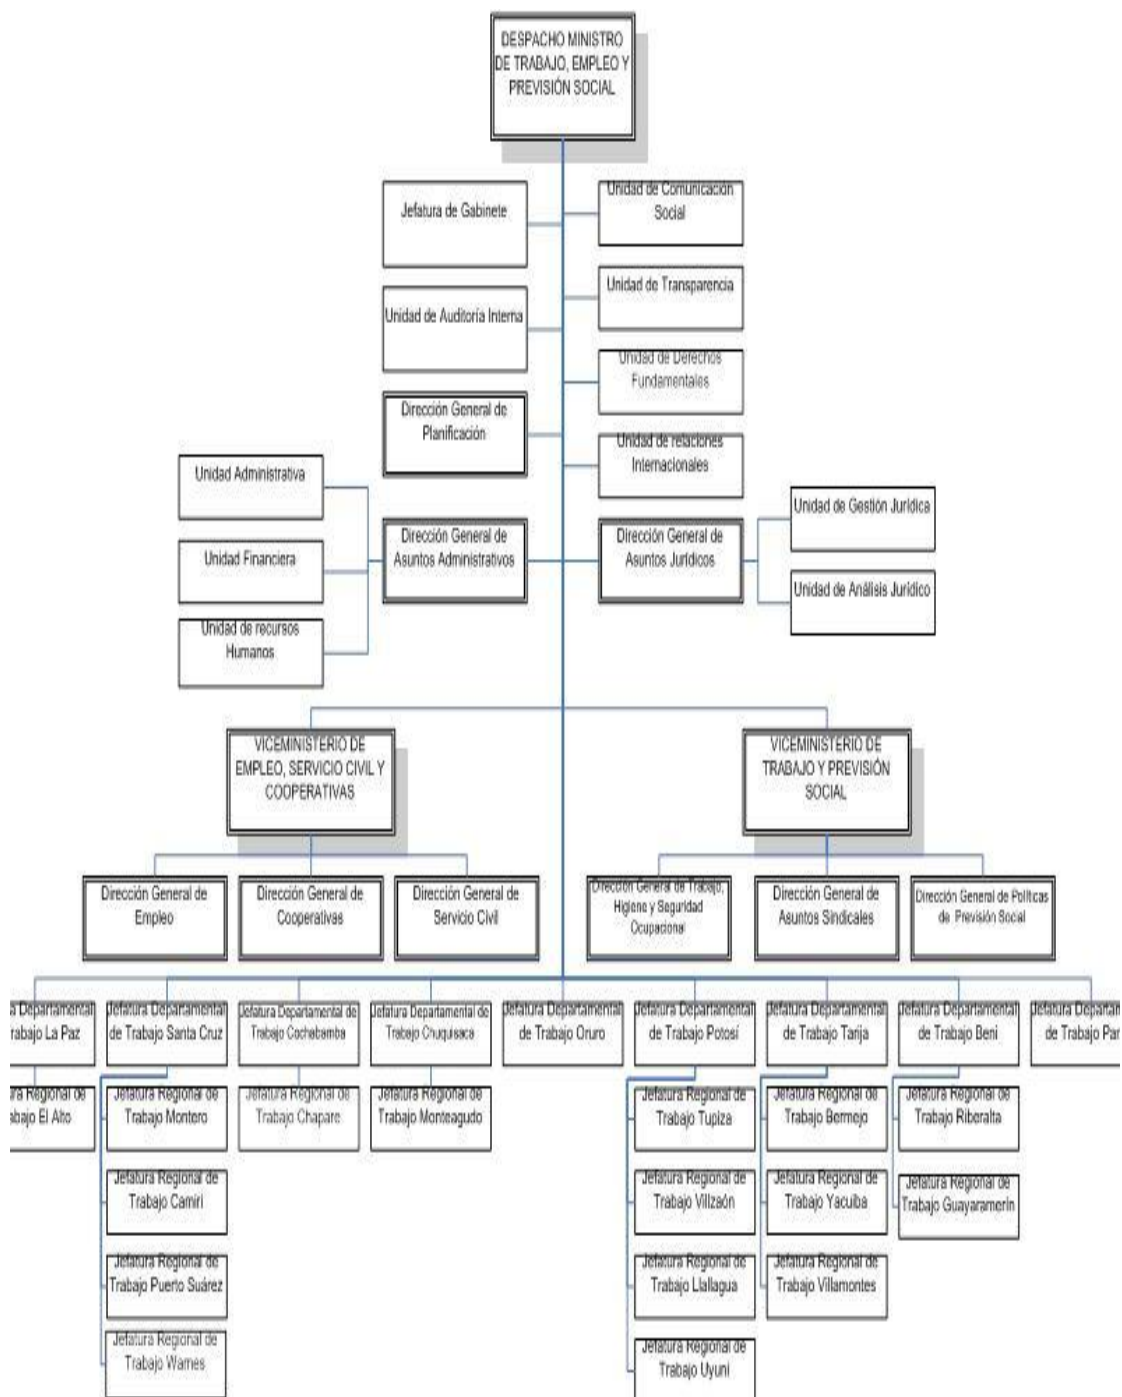 DESPACHO MINISTRO
DE TRABAJO, EMPLEO Y
PREVISIÓN SOCIAL
Jefatura de Gabinete
Unidad de Comunicación
Social
Unidad de Auditoría Interna
Unidad de Transparencia
Unidad de Derechos
Fundamentales
Dirección General de
Planificación
Unidad de relaciones
Internacionales
Unidad Administrativa
Unidad Financiera
Unidad de recursos
Humanos
Dirección General de
Asuntos Administrativos
Dirección General de
Asuntos Jurídicos
Unidad de Gestión Jurídica
Unidad de Análisis Jurídico
VICEMINISTERIO DE
EMPLEO, SERVICIO CIVIL Y
COOPERATIVAS
VICEMINISTERIO DE
TRABAJO Y PREVISIÓN
SOCIAL
Dirección General de
Empleo
Dirección General de
Cooperativas
Dirección General de
Servicio Civil
Dirección General de Trabajo,
Higiene y Seguridad
Ocupacional
Dirección General de
Asuntos Sindicales
Dirección General de Políticas
de Previsión Social
a Departamental
rabajo La Paz
Jefatura Departamental
de Trabajo Santa Cruz
Jefatura Departamental de
Trabajo Cochabamba
Jefatura Departamental de
Trabajo Chuquisaca
Jefatura Departamental
de Trabajo Oruro
Jefatura Departamental
de Trabajo Potosí
Jefatura Departamental
de Trabajo Tarija
Jefatura Departamental
de Trabajo Beni
Jefatura Departam
de Trabajo Pan
ura Regional de
abajo El Alto
Jefatura Regional de
Trabajo Montero
Jefatura Regional de
Trabajo Camiri
Jefatura Regional de
Trabajo Puerto Suárez
Jefatura Regional de
Trabajo Warnes
Jefatura Regional de
Trabajo Chapare
Jefatura Regional de
Trabajo Monteagudo
Jefatura Regional de
Trabajo Tupiza
Jefatura Regional de
Trabajo Villzaón
Jefatura Regional de
Trabajo Llallagua
Jefatura Regional de
Trabajo Uyuni
Jefatura Regional de
Trabajo Bermejo
Jefatura Regional de
Trabajo Yacuiba
Jefatura Regional de
Trabajo Villamontes
Jefatura Regional de
Trabajo Riberalta
Jefatura Regional de
Trabajo Guayaramerín